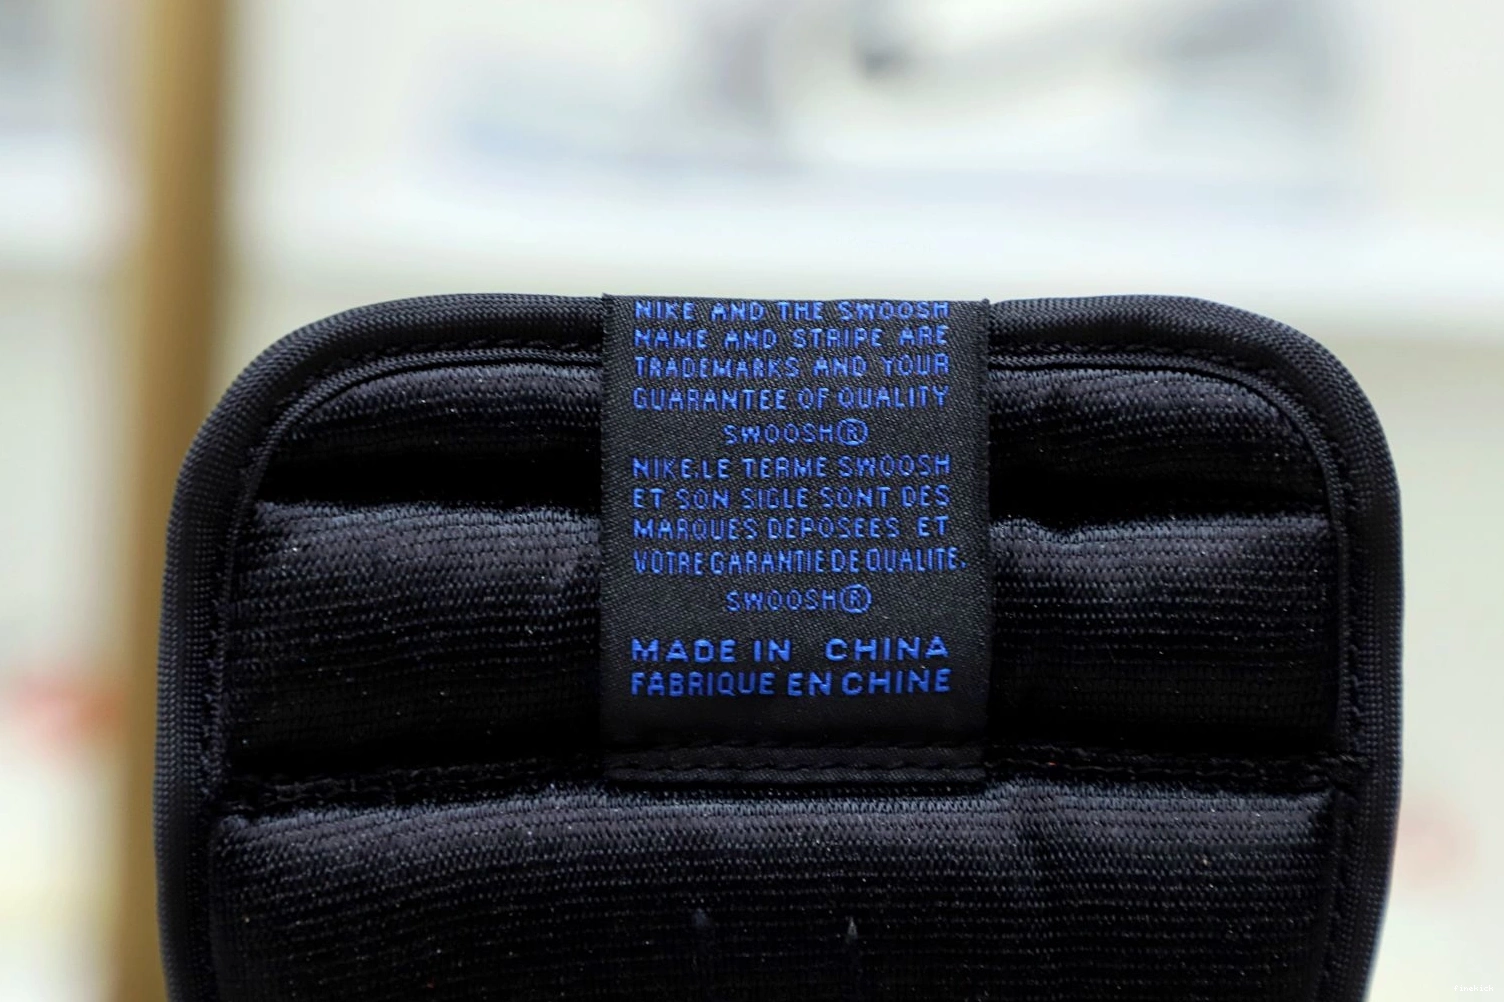 NIKE AND THE SWOOSH
NAME AND STRIPE ARE
TRADEMARKS AND YOUR
GUARANTEE OF QUALITY
SWOOSH®
NIKE.LE TERME SWOOSH
ET SON SIGLE SONT DES
MARQUES DEPOSEES ET
VOTRE GARANTIE DE QUALITE.
SWOOSH®
MADE IN CHINA
FABRIQUE EN CHINE